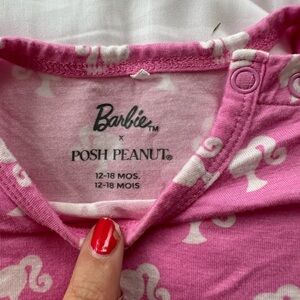 Barbie™
x
POSH PEANUT®
12-18 MOS.
12-18 MOIS